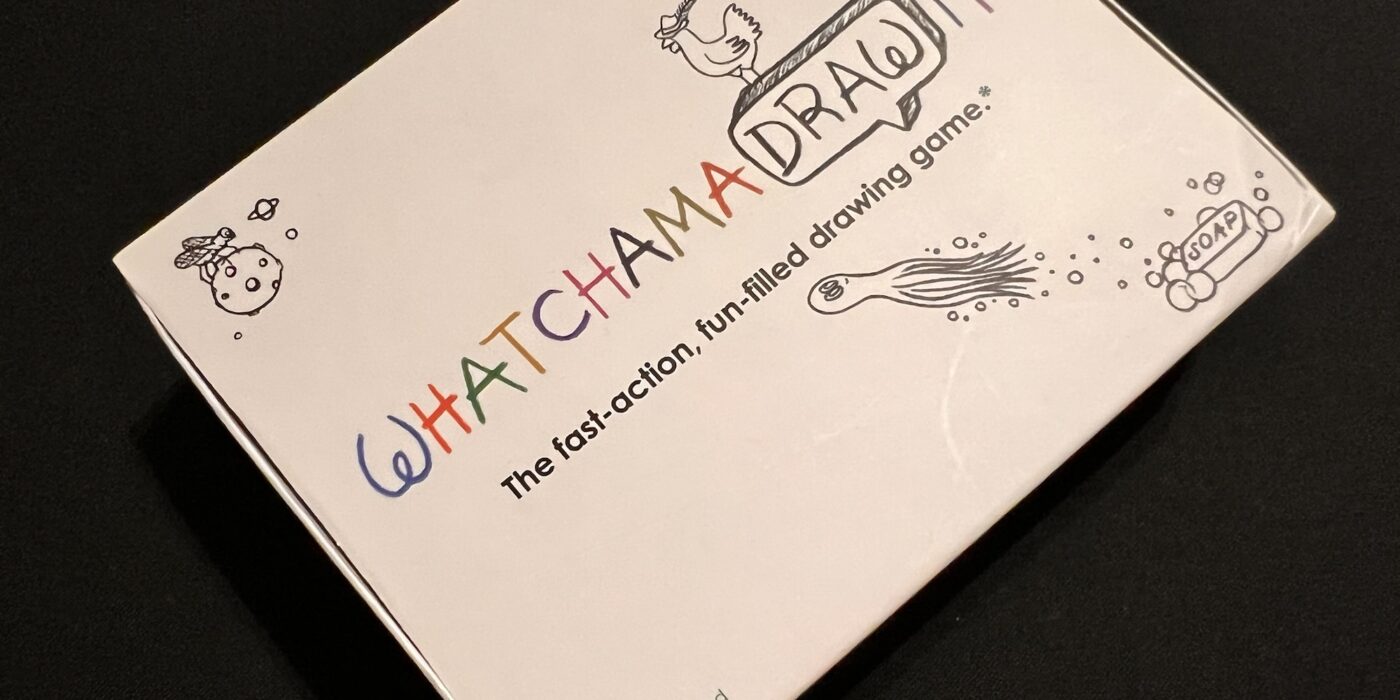 WHATCHAMADRAWIT
The fast-action, fun-filled drawing game.*
SOAP